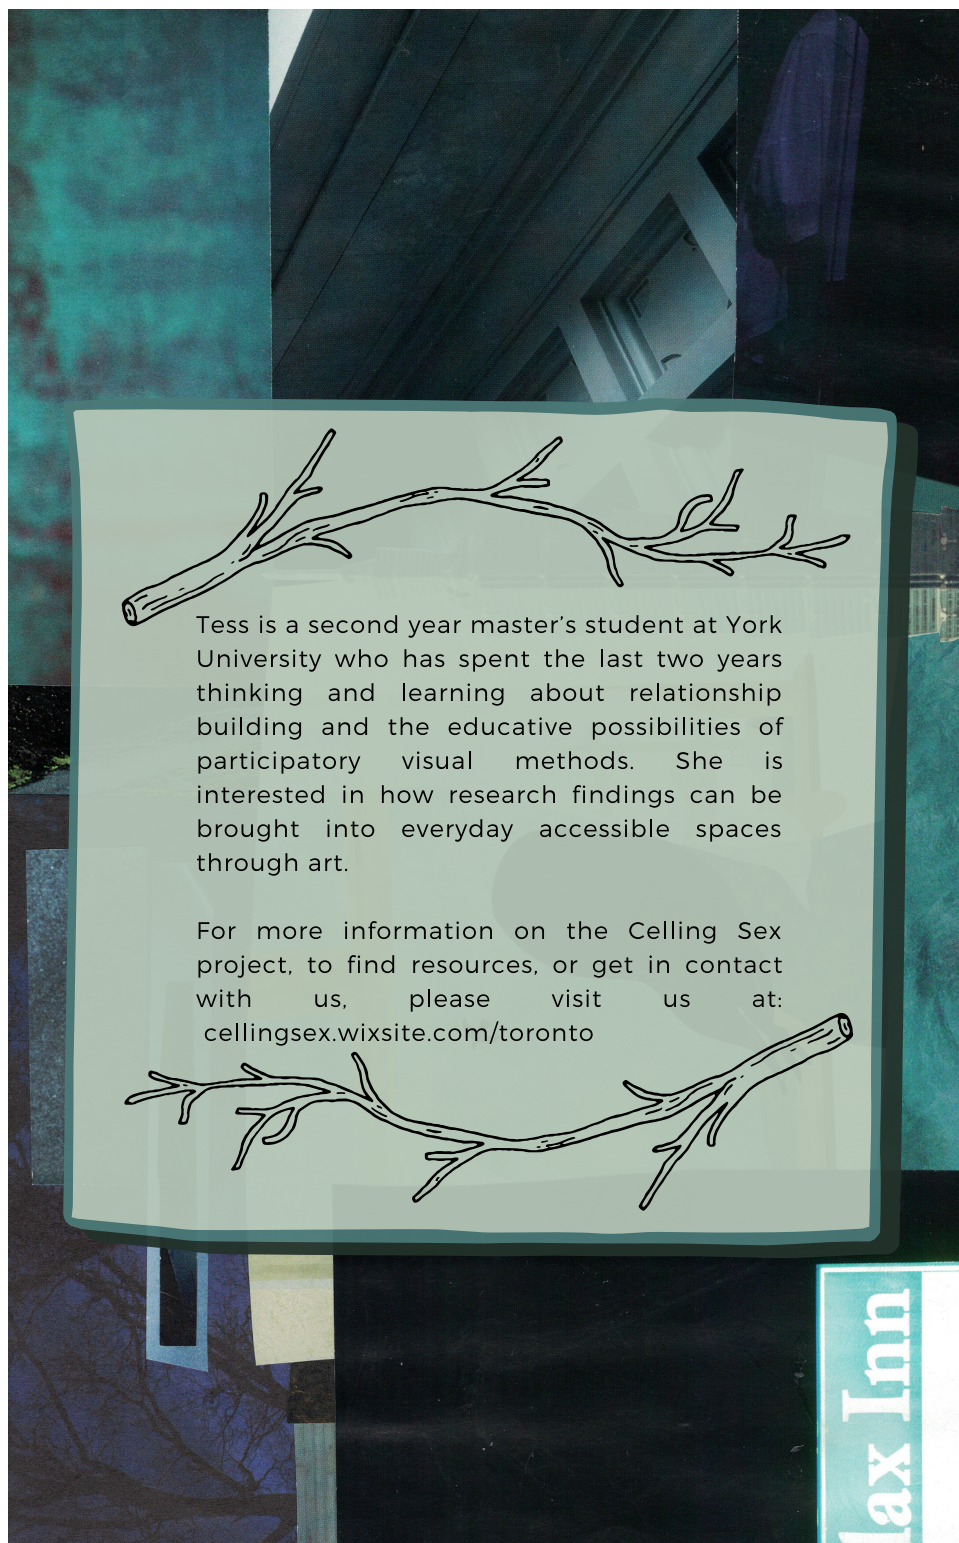 Tess is a second year master's student at York
University who has spent the last two years
thinking and learning about relationship
building and the educative possibilities of
participatory visual methods. She is
interested in how research findings can be
brought into everyday accessible spaces
through art.
For more information on the Celling Sex
project, to find resources, or get in contact
with us, please visit us at:
cellingsex.wixsite.com/toronto
lax Inn